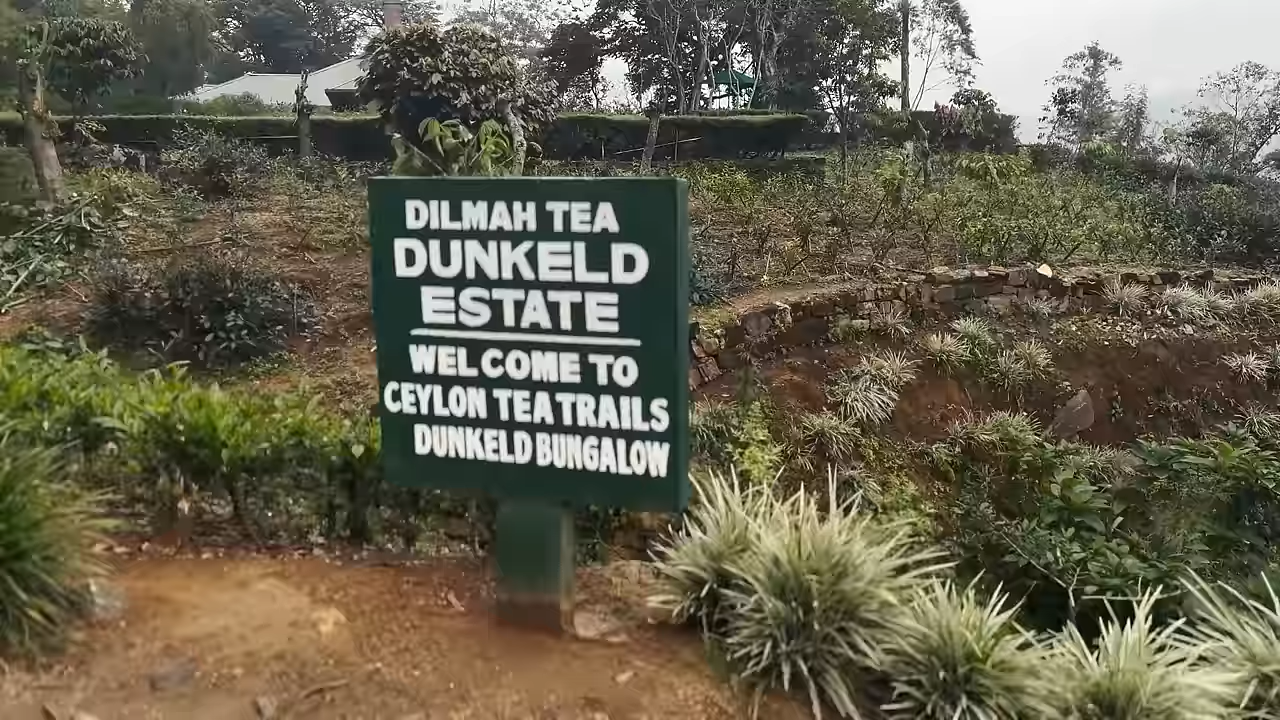 DILMAH TEA
DUNKELD
ESTATE
WELCOME TO
CEYLON TEA TRAILS
DUNKELD BUNGALOW